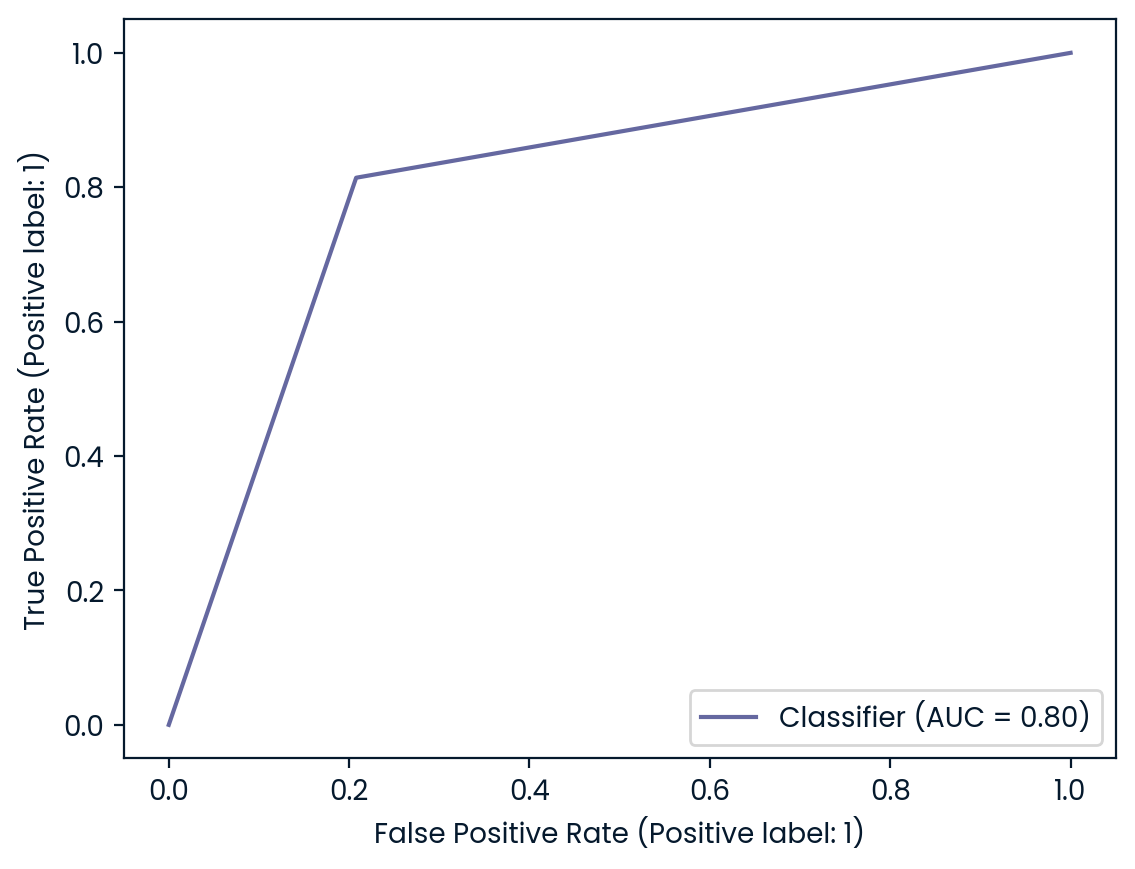 1.0
0.8
0.6
0.4
0.2
0.0
True Positive Rate (Positive label: 1)
Classifier (AUC = 0.80)
0.0 0.2 0.4 0.6 0.8 1.0
False Positive Rate (Positive label: 1)